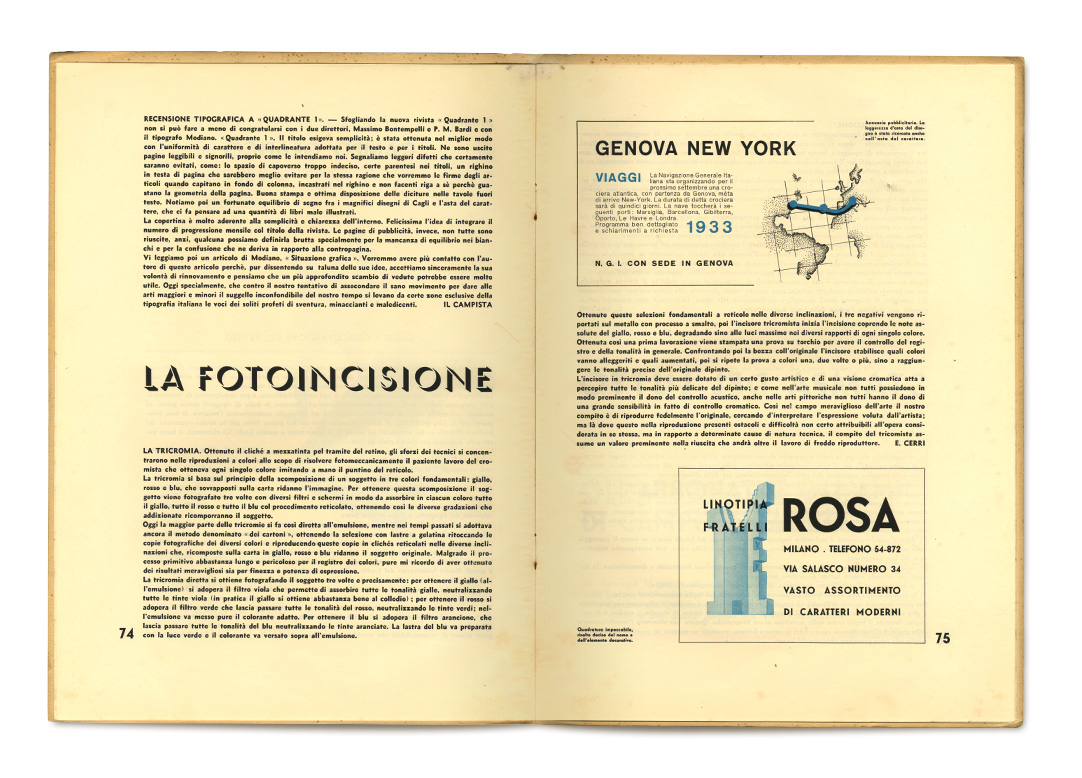 RECENSIONE TIPOGRAFICA A «QUADRANTE 1». — Sfogliando la nuova rivista «Quadrante 1»
non si può fare a meno di congratularsi con i due direttori, Massimo Bontempelli e P. M. Bardi e con
il tipografo Modiano. «Quadrante 1». Il titolo esigeva semplicità; è stata ottenuta nel miglior modo
con l'uniformità di carattere e di interlineatura adottata per il testo e per i titoli. Ne sono uscite
pagine leggibili e signorili, proprio come le intendiamo noi. Segnaliamo leggeri difetti che certamente
saranno evitati, come: lo spazio di capoverso troppo indeciso, certe parentesi nei titoli, un righino
in testa di pagina che sarebbero meglio evitare per la stessa ragione che vorremmo le firme degli ar-
ticoli quando capitano in fondo di colonna, incastrati nel righino e non facenti riga a sè perchè gua-
stano la geometria della pagina. Buona stampa e ottima disposizione delle diciture nelle tavole fuori
testo. Notiamo poi un fortunato equilibrio di segno fra i magnifici disegni di Cagli e l'asta del carat-
tere, che ci fa pensare ad una quantità di libri male illustrati.
La copertina è molto aderente alla semplicità e chiarezza dell'interno. Felicissima l'idea di integrare il
numero di progressione mensile col titolo della rivista. Le pagine di pubblicità, invece, non tutte sono
riuscite, anzi, qualcuna possiamo definirla brutta specialmente per la mancanza di equilibrio nei bian-
chi e per la confusione che ne deriva in rapporto alla contropagina.
Vi leggiamo poi un articolo di Modiano, «Situazione grafica». Vorremmo avere più contatto con l'au-
tore di questo articolo perchè, pur dissentendo su taluna delle sue idee, accettiamo sinceramente la sua
volontà di rinnovamento e pensiamo che un più approfondito scambio di vedute potrebbe essere molto
utile. Oggi specialmente, che contro il nostro tentativo di assecondare il sano movimento per dare alle
arti maggiori e minori il suggello inconfondibile del nostro tempo si levano da certe zone esclusive della
tipografia italiana le voci dei soliti profeti di sventura, minaccianti e maledicenti. IL CAMPISTA
LA FOTOINCISIONE
LA TRICROMIA. Ottenuto il cliché a mezzatinta pel tramite del retino, gli sforzi dei tecnici si concen-
trarono nelle riproduzioni a colori allo scopo di risolvere fotomeccanicamente il paziente lavoro del cro-
mista che otteneva ogni singolo colore imitando a mano il puntino del reticolo.
La tricromia si basa sul principio della scomposizione di un soggetto in tre colori fondamentali: giallo,
rosso e blu, che sovrapposti sulla carta ridanno l'immagine. Per ottenere questa scomposizione il sog-
getto viene fotografato tre volte con diversi filtri e schermi in modo da assorbire in ciascun colore tutto
il giallo, tutto il rosso e tutto il blu col procedimento reticolato, ottenendo così le diverse gradazioni che
addizionate ricomporranno il soggetto.
Oggi la maggior parte delle tricromie si fa così diretta all'emulsione, mentre nei tempi passati si adottava
ancora il metodo denominato «dei cartoni», ottenendo la selezione con lastre a gelatina ritoccando le
copie fotografiche dei diversi colori e riproducendo queste copie in clichés reticolati nelle diverse incli-
nazioni che, ricomposte sulla carta in giallo, rosso e blu ridanno il soggetto originale. Malgrado il pro-
cesso primitivo abbastanza lungo e pericoloso per il registro dei colori, pure mi ricordo di aver ottenuto
dei risultati meravigliosi sia per finezza e potenza di espressione.
La tricromia diretta si ottiene fotografando il soggetto tre volte e precisamente: per ottenere il giallo (al-
l'emulsione) si adopera il filtro viola che permette di assorbire tutte le tonalità gialle, neutralizzando
tutte le tinte viola (in pratica il giallo si ottiene abbastanza bene al collodio); per ottenere il rosso si
adopera il filtro verde che lascia passare tutte le tonalità del rosso, neutralizzando le tinte verdi; nel-
l'emulsione va messo pure il colorante adatto. Per ottenere il blu si adopera il filtro arancione, che
lascia passare tutte le tonalità del blu neutralizzando le tinte aranciate. La lastra del blu va preparata
con la luce verde e il colorante va versato sopra all'emulsione.
74
Annuncio pubblicitario. La
leggerezza d'asta del dise-
gno è stata ricercata anche
nell'asta del carattere.
GENOVA NEW YORK
VIAGGI La Navigazione Generale Ita-
liana sta organizzando per il
prossimo settembre una cro-
ciera atlantica, con partenza da Genova, mèta
di arrivo New-York. La durata di detta crociera
sarà di quindici giorni. La nave toccherà i se-
guenti porti: Marsiglia, Barcellona, Gibilterra,
Oporto, Le Havre e Londra.
Programma ben dettagliato
e schiarimenti a richiesta 1933
N. G. I. CON SEDE IN GENOVA
Ottenute queste selezioni fondamentali a reticolo nelle diverse inclinazioni, i tre negativi vengono ri-
portati sul metallo con processo a smalto, poi l'incisore tricromista inizia l'incisione coprendo le note as-
solute del giallo, rosso e blu, degradando sino alle luci massime nei diversi rapporti di ogni singolo colore.
Ottenuta così una prima lavorazione viene stampata una prova su torchio per avere il controllo del regi-
stro e della tonalità in generale. Confrontando poi la bozza coll'originale l'incisore stabilisce quali colori
vanno alleggeriti e quali aumentati, poi si ripete la prova a colori una, due volte o più, sino a raggiun-
gere le tonalità precise dell'originale dipinto.
L'incisore in tricromia deve essere dotato di un certo gusto artistico e di una visione cromatica atta a
percepire tutte le tonalità più delicate del dipinto; e come nell'arte musicale non tutti possiedono in
modo preminente il dono del controllo acustico, anche nelle arti pittoriche non tutti hanno il dono di
una grande sensibilità in fatto di controllo cromatico. Così nel campo meraviglioso dell'arte il nostro
compito è di riprodurre fedelmente l'originale, cercando d'interpretare l'espressione voluta dall'artista;
ma là dove questo nella riproduzione presenti ostacoli e difficoltà non certo attribuibili all'opera consi-
derata in se stessa, ma in rapporto a determinate cause di natura tecnica, il compito del tricomista as-
sume un valore preminente nella riuscita che andrà oltre il lavoro di freddo riproduttore. E. CERRI
LINOTIPIA
FRATELLI ROSA
MILANO . TELEFONO 54-872
VIA SALASCO NUMERO 34
VASTO ASSORTIMENTO
DI CARATTERI MODERNI
Quadratura impeccabile,
risalto deciso del nome e
dell'elemento decorativo.
75